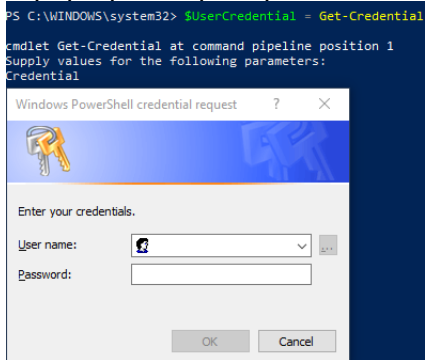 PS C:\WINDOWS\system32> $UserCredential = Get-Credential
cmdlet Get-Credential at command pipeline position 1
Supply values for the following parameters:
Credential
Windows PowerShell credential request ? ×
Enter your credentials.
User name:
...
Password:
OK Cancel